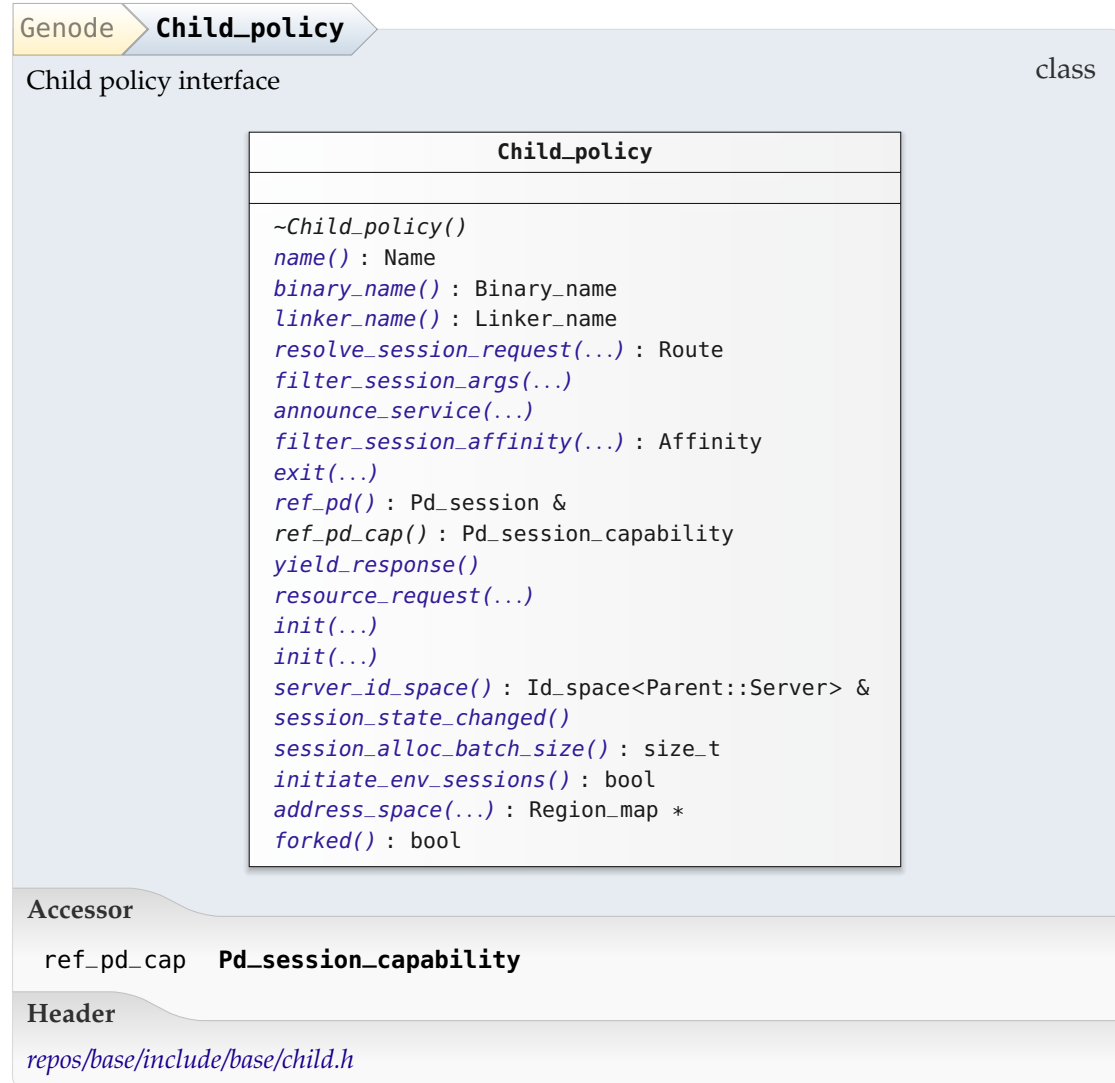 Genode Child_policy
Child policy interface
class
Child_policy
~Child_policy()
name() : Name
binary_name() : Binary_name
linker_name() : Linker_name
resolve_session_request(...) : Route
filter_session_args(...)
announce_service(...)
filter_session_affinity(...) : Affinity
exit(...)
ref_pd() : Pd_session &
ref_pd_cap() : Pd_session_capability
yield_response()
resource_request(...)
init(...)
init(...)
server_id_space() : Id_space<Parent::Server> &
session_state_changed()
session_alloc_batch_size() : size_t
initiate_env_sessions() : bool
address_space(...) : Region_map *
forked() : bool
Accessor
ref_pd_cap Pd_session_capability
Header
repos/base/include/base/child.h